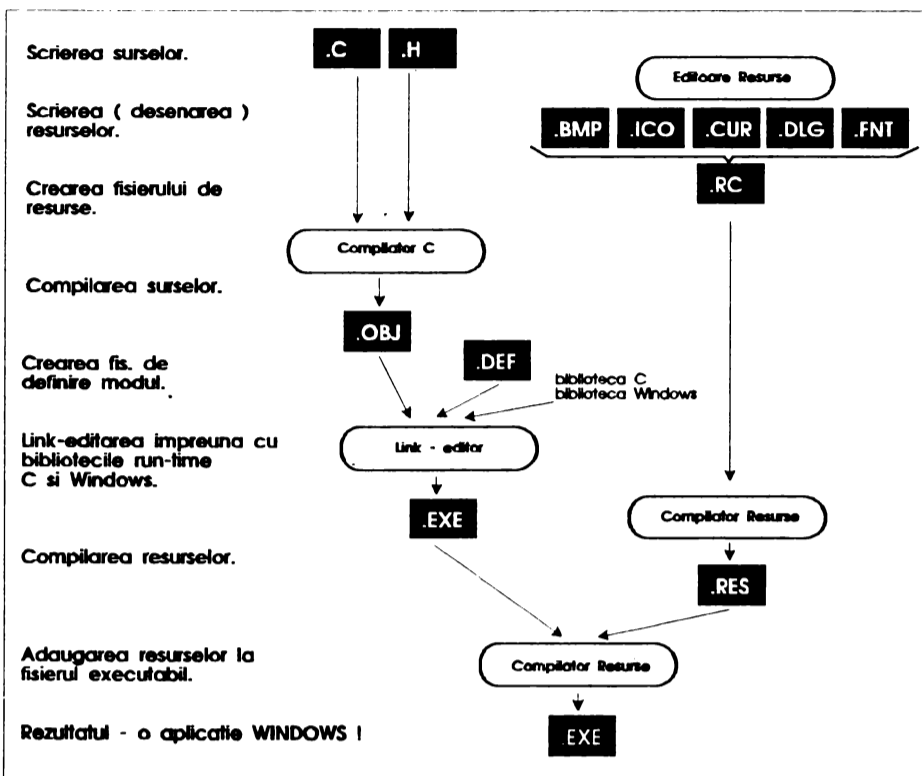 Scrierea surselor.
.C .H
Editoare Resurse
Scrierea ( desenarea )
resurselor.
.BMP .ICO .CUR .DLG .FNT
Crearea fisierului de
resurse.
.RC
Compilator C
Compilarea surselor.
.OBJ
Crearea fis. de
definire modul.
.DEF
biblioteca C
biblioteca Windows
Link-editarea impreuna cu
bibliotecile run-time
C si Windows.
Link - editor
.EXE
Compilator Resurse
Compilarea resurselor.
.RES
Adaugarea resurselor la
fisierul executabil.
Compilator Resurse
Rezultatul - o aplicatie WINDOWS !
.EXE